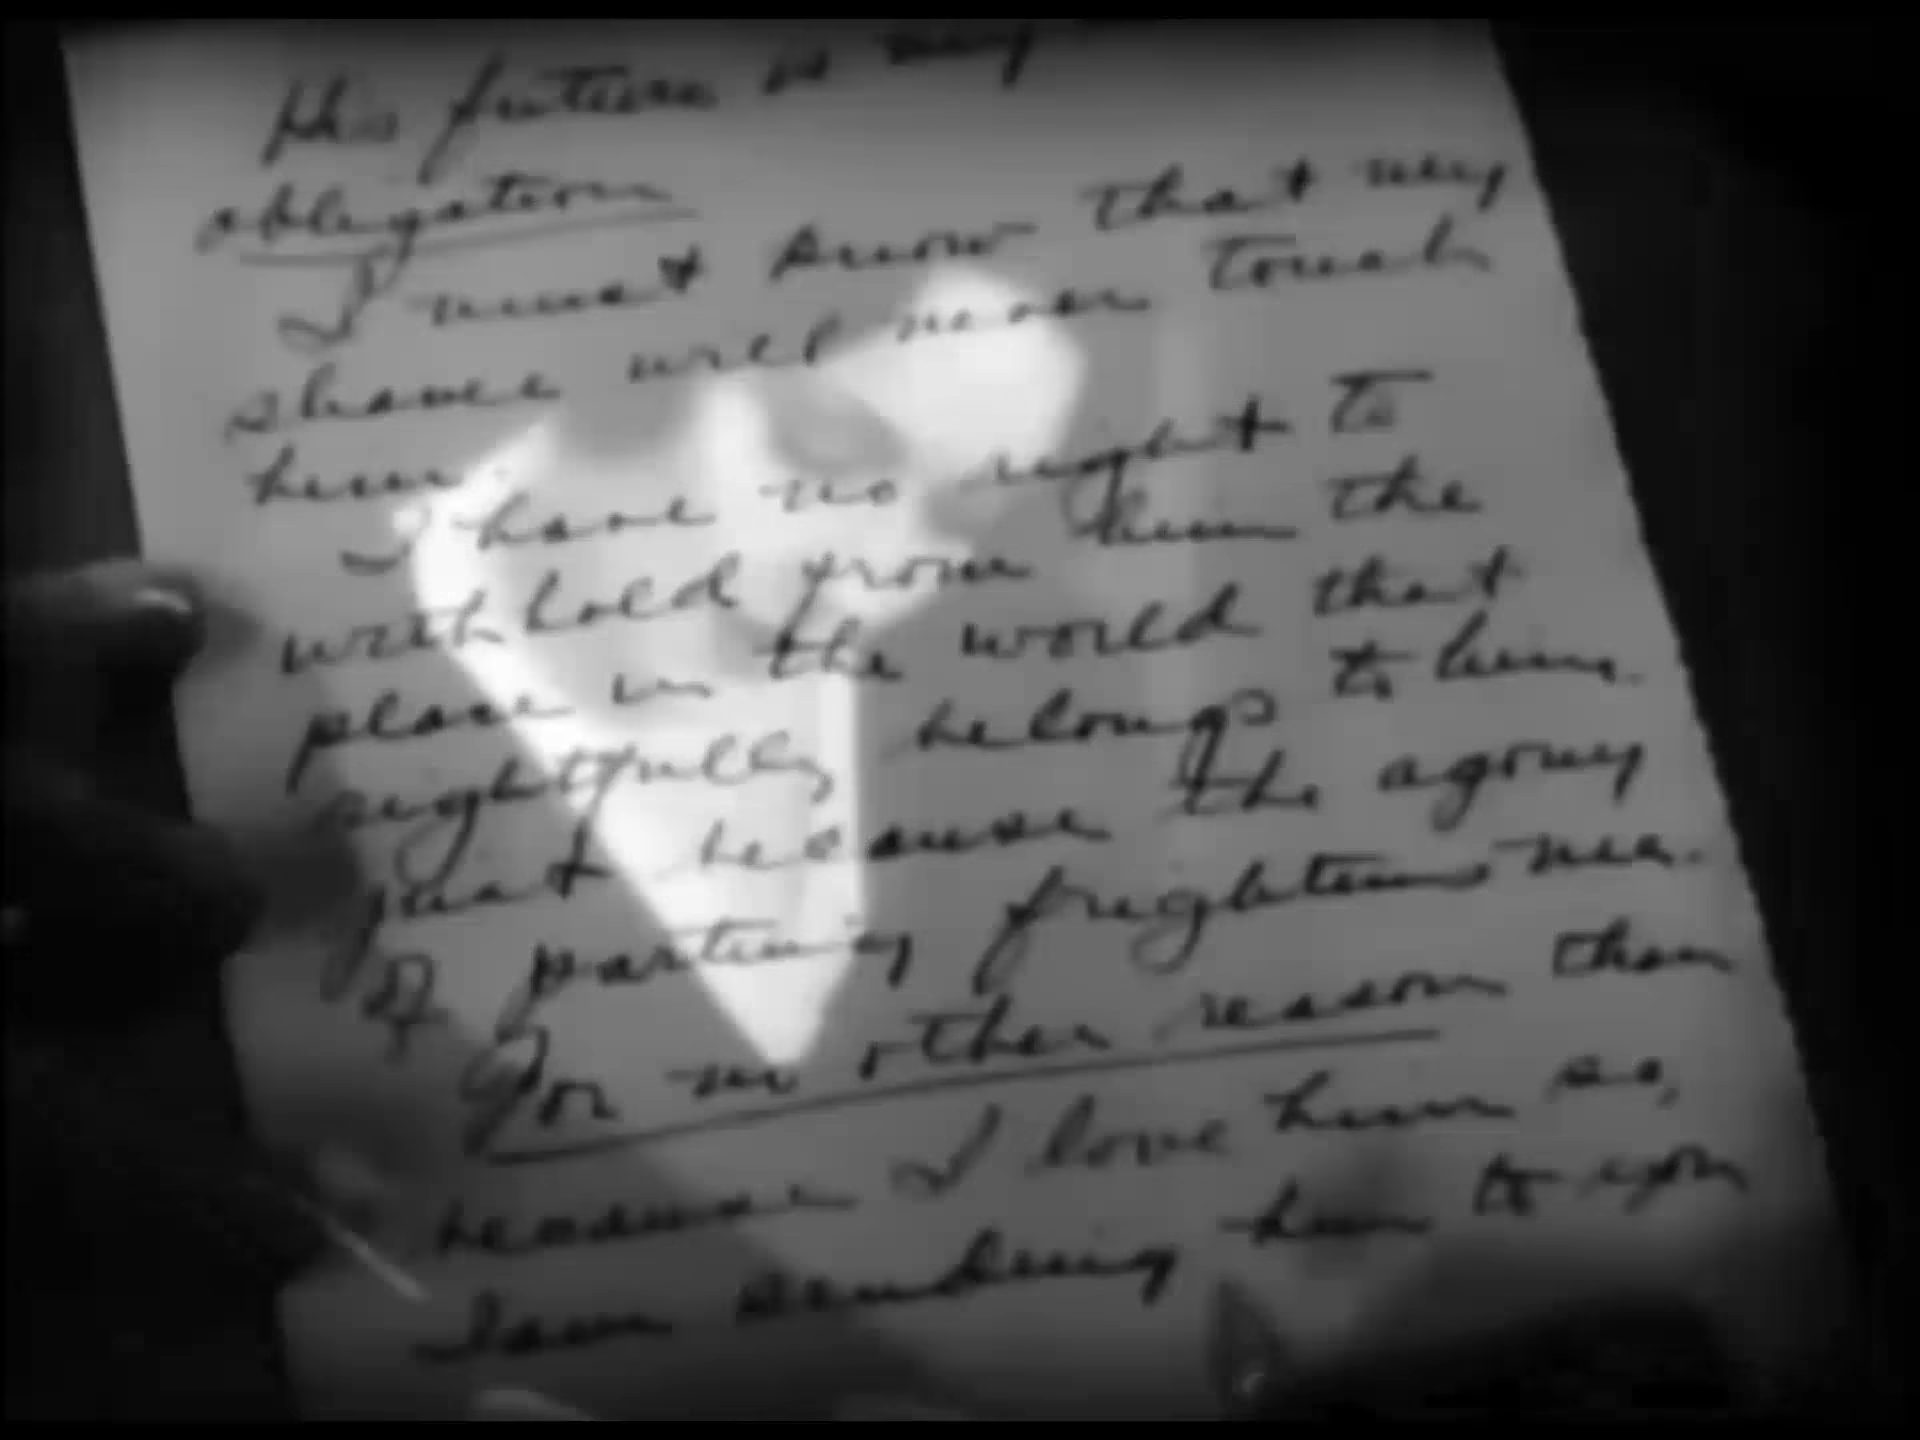 His future is my
obligation
I must know that my
shame will never touch
him.
I have no right to
withhold from him the
place in the world that
rightfully belongs to him.
just because the agony
of parting frightens me.
For no other reason than
because I love him so,
I am sending him to you